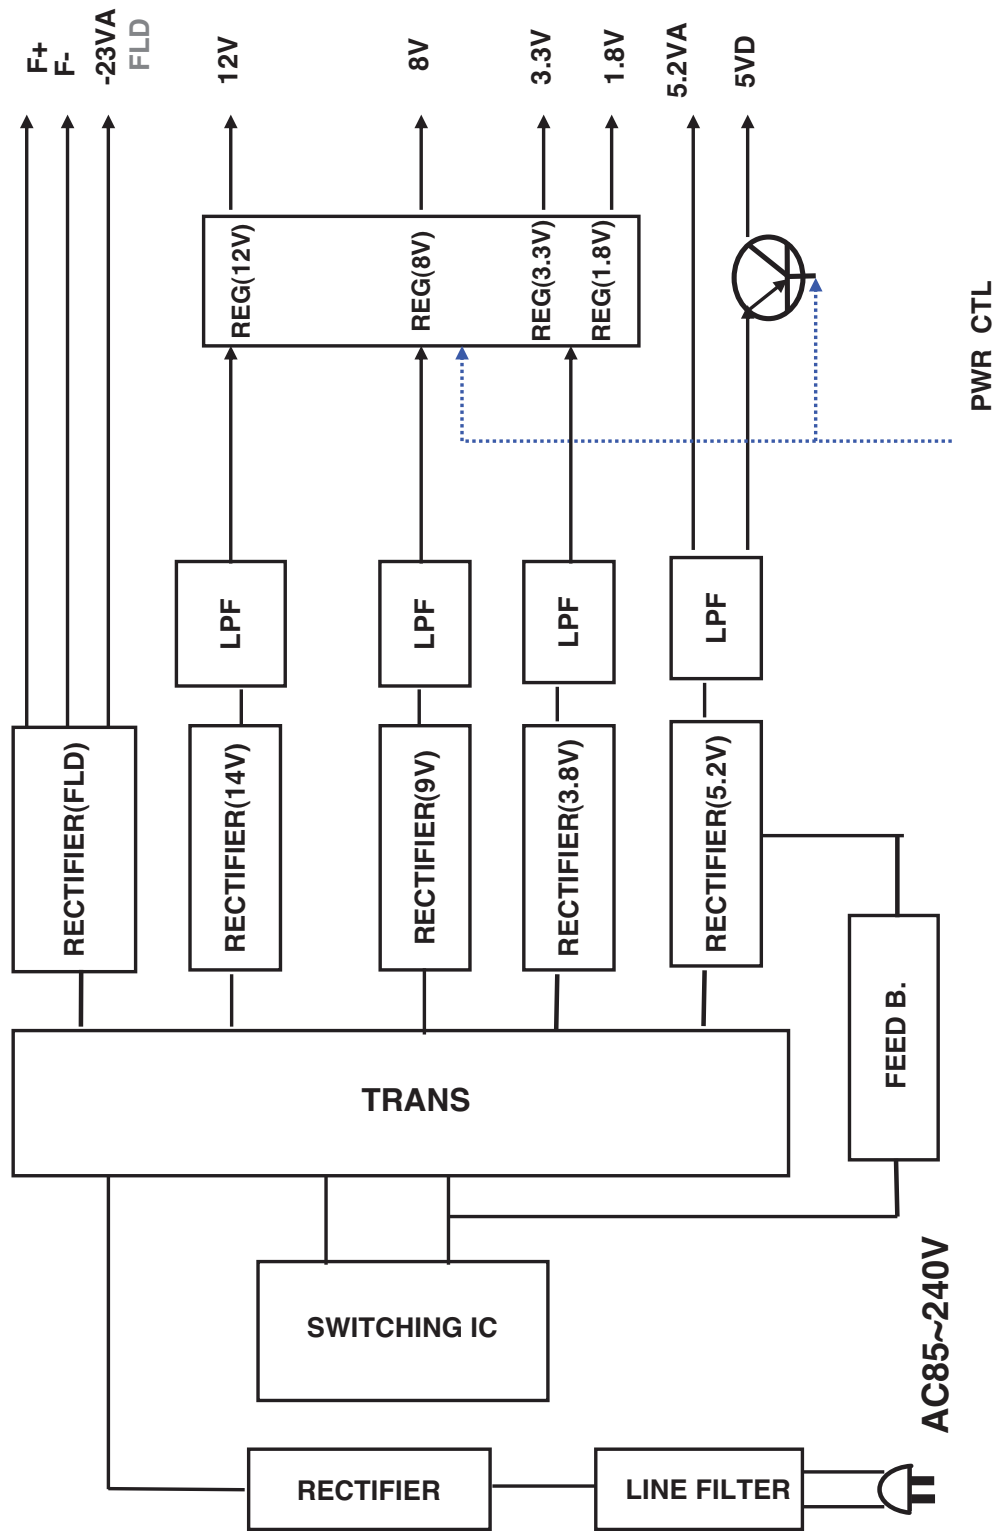 F+
F-
-23VA
FLD
12V
8V
3.3V
1.8V
5.2VA
5VD
REG(12V)
REG(8V)
REG(3.3V)
REG(1.8V)
PWR CTL
LPF
LPF
LPF
LPF
RECTIFIER(FLD)
RECTIFIER(14V)
RECTIFIER(9V)
RECTIFIER(3.8V)
RECTIFIER(5.2V)
FEED B.
TRANS
SWITCHING IC
AC85~240V
RECTIFIER
LINE FILTER